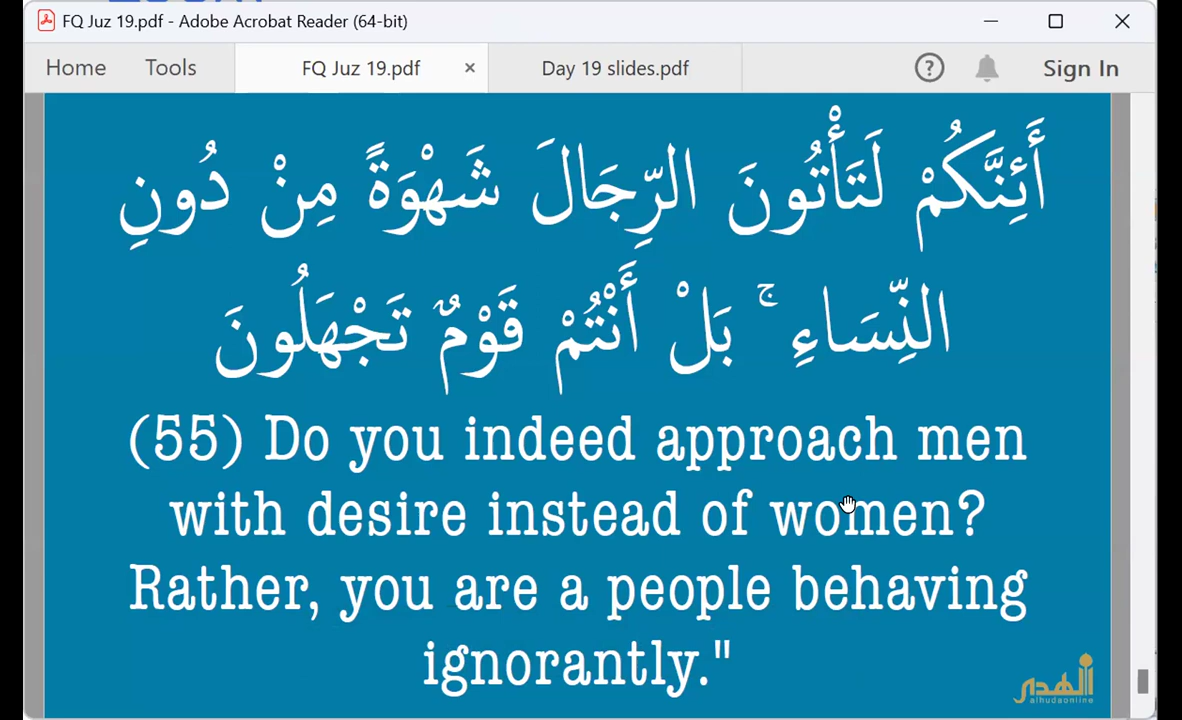 FQ Juz 19.pdf - Adobe Acrobat Reader (64-bit)
Home Tools FQ Juz 19.pdf × Day 19 slides.pdf ? Sign In
أَئِنَّكُمْ لَتَأْتُونَ الرِّجَالَ شَهْوَةً مِنْ دُونِ
النِّسَاءِ ۚ بَلْ أَنْتُمْ قَوْمٌ تَجْهَلُونَ
(55) Do you indeed approach men
with desire instead of women?
Rather, you are a people behaving
ignorantly."
الهدى
alhudaonline